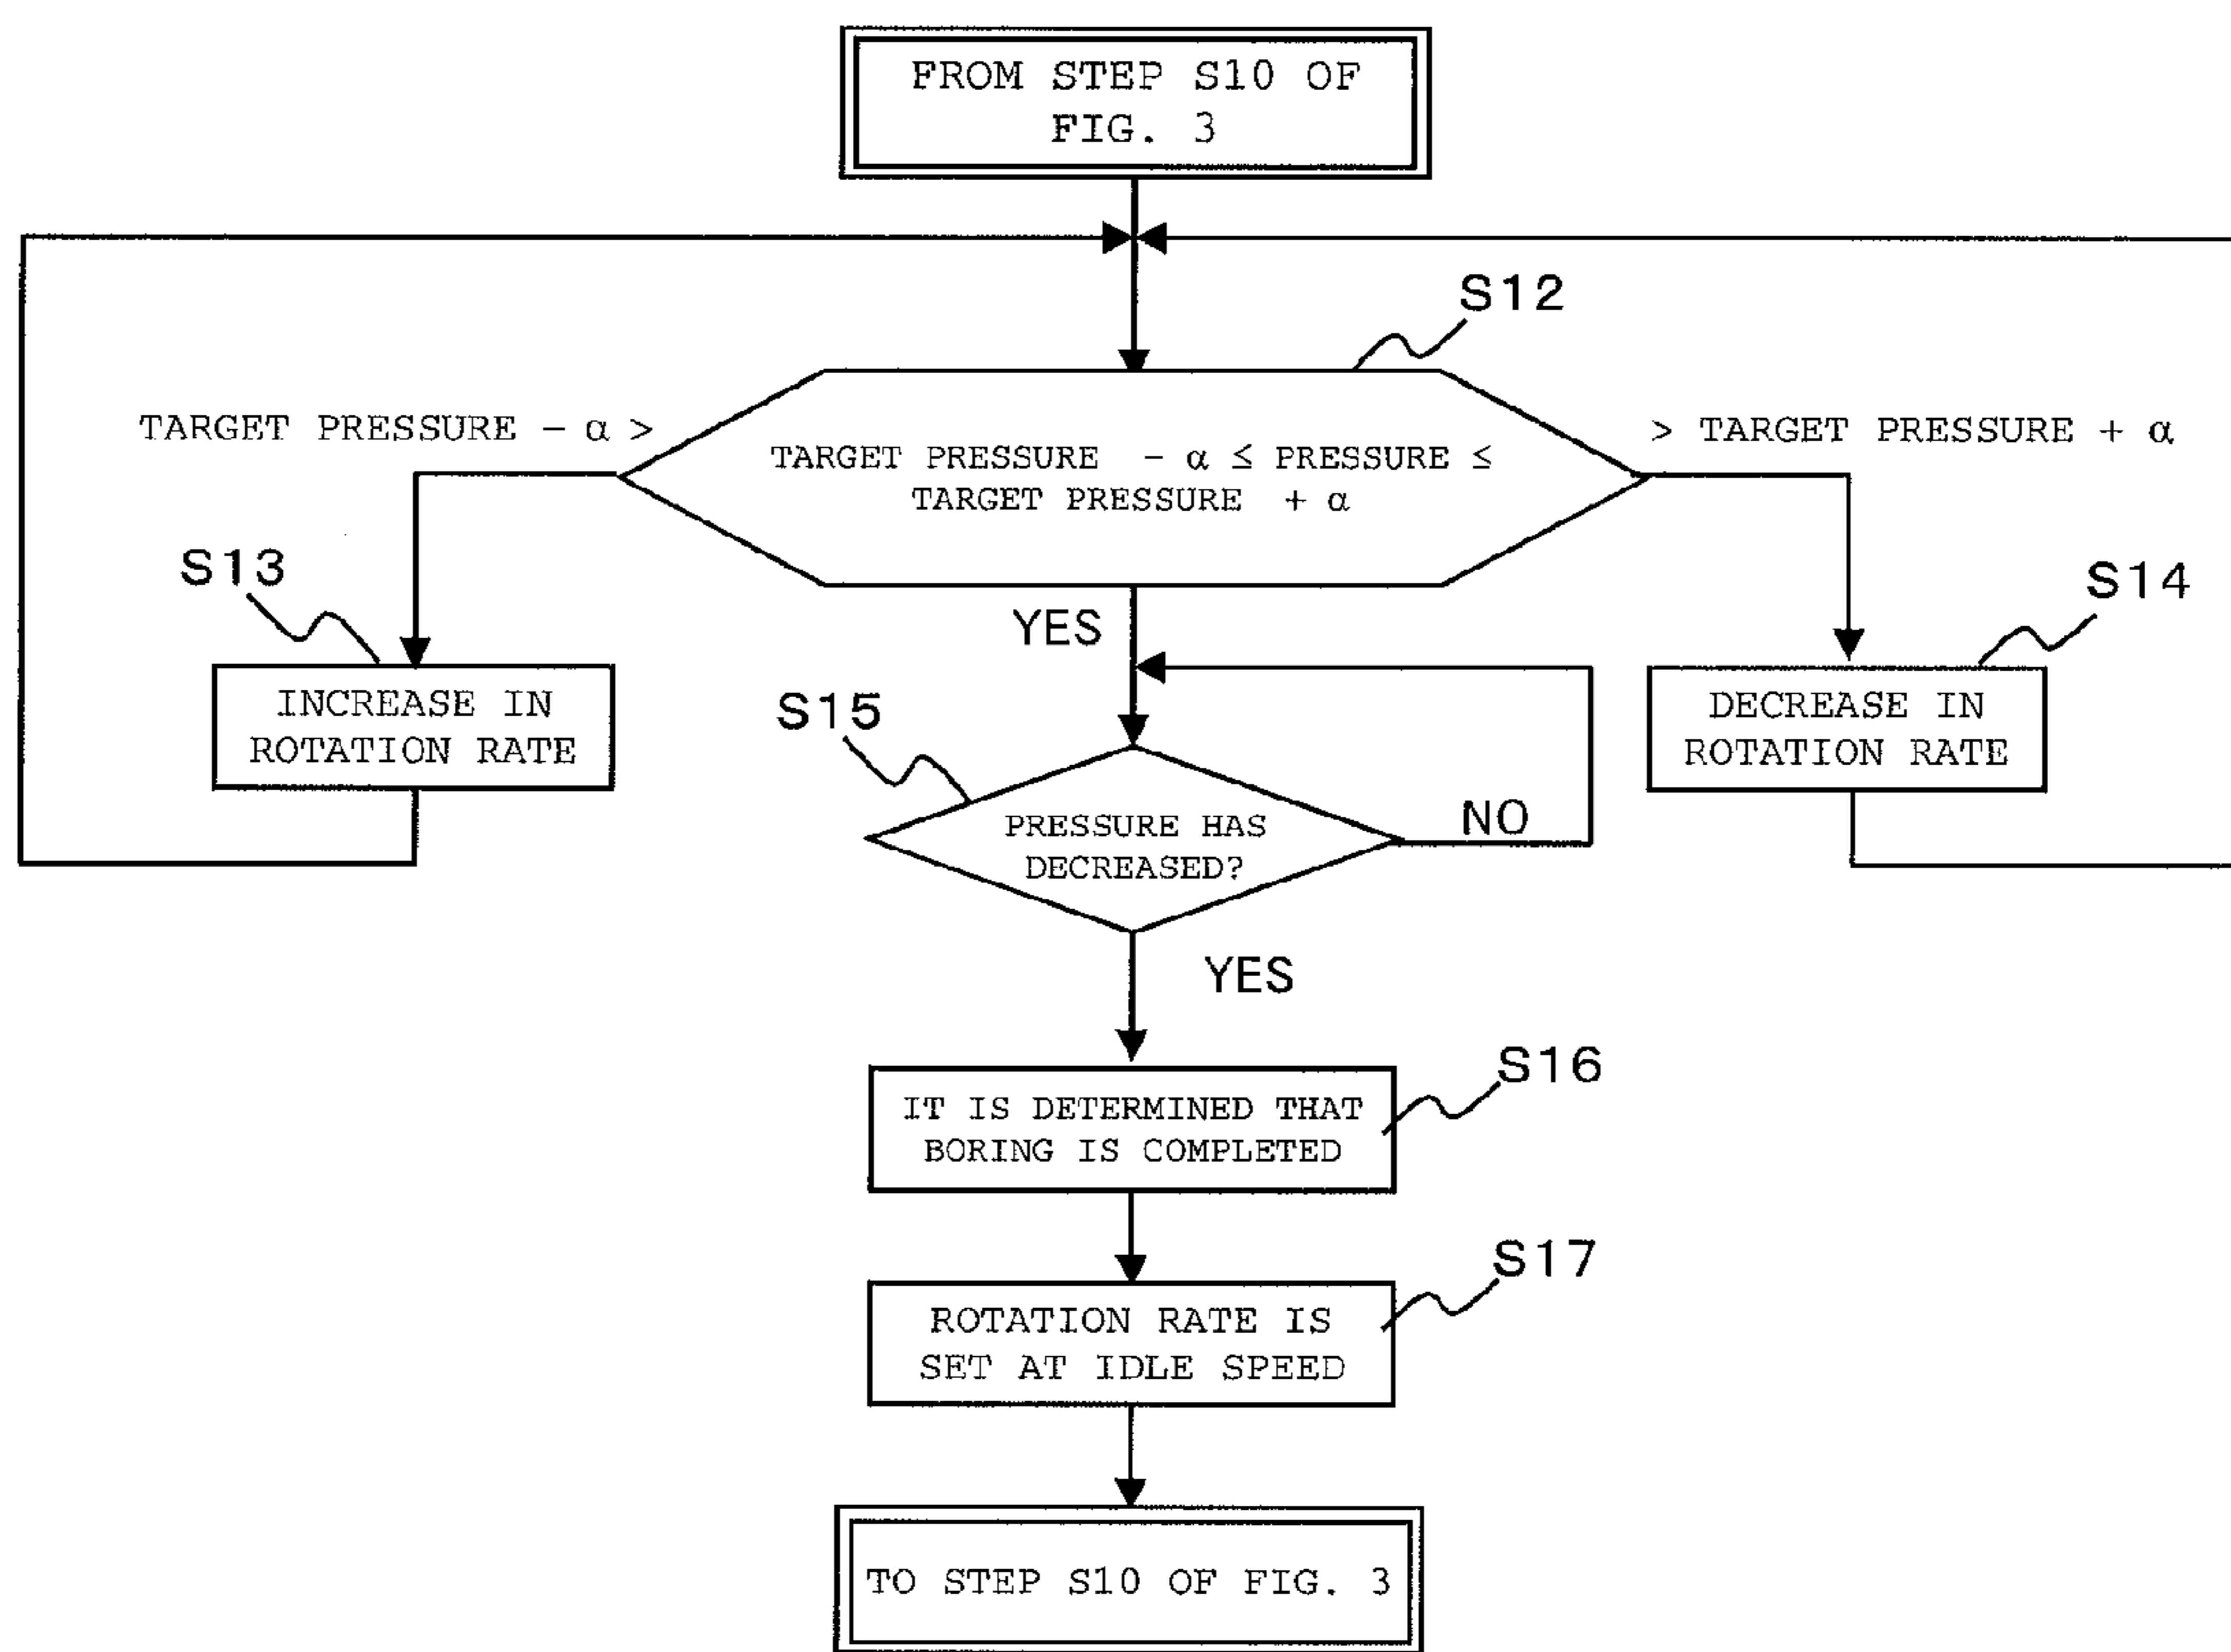 FROM STEP S10 OF
FIG. 3
S12
TARGET PRESSURE - α >
TARGET PRESSURE - α ≤ PRESSURE ≤
TARGET PRESSURE + α
> TARGET PRESSURE + α
S13
INCREASE IN
ROTATION RATE
YES
S14
DECREASE IN
ROTATION RATE
S15
PRESSURE HAS
DECREASED?
NO
YES
S16
IT IS DETERMINED THAT
BORING IS COMPLETED
S17
ROTATION RATE IS
SET AT IDLE SPEED
TO STEP S10 OF FIG. 3